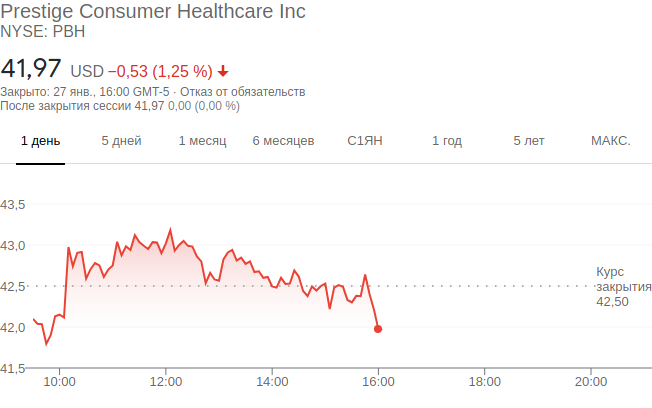 Prestige Consumer Healthcare Inc
NYSE: PBH
41,97 USD −0,53 (1,25 %)
Закрыто: 27 янв., 16:00 GMT-5 · Отказ от обязательств
После закрытия сессии 41,97 0,00 (0,00 %)
1 день 5 дней 1 месяц 6 месяцев С1ЯН 1 год 5 лет МАКС.
43,5
43,0
42,5
42,0
41,5
Курс
закрытия
42,50
10:00 12:00 14:00 16:00 18:00 20:00